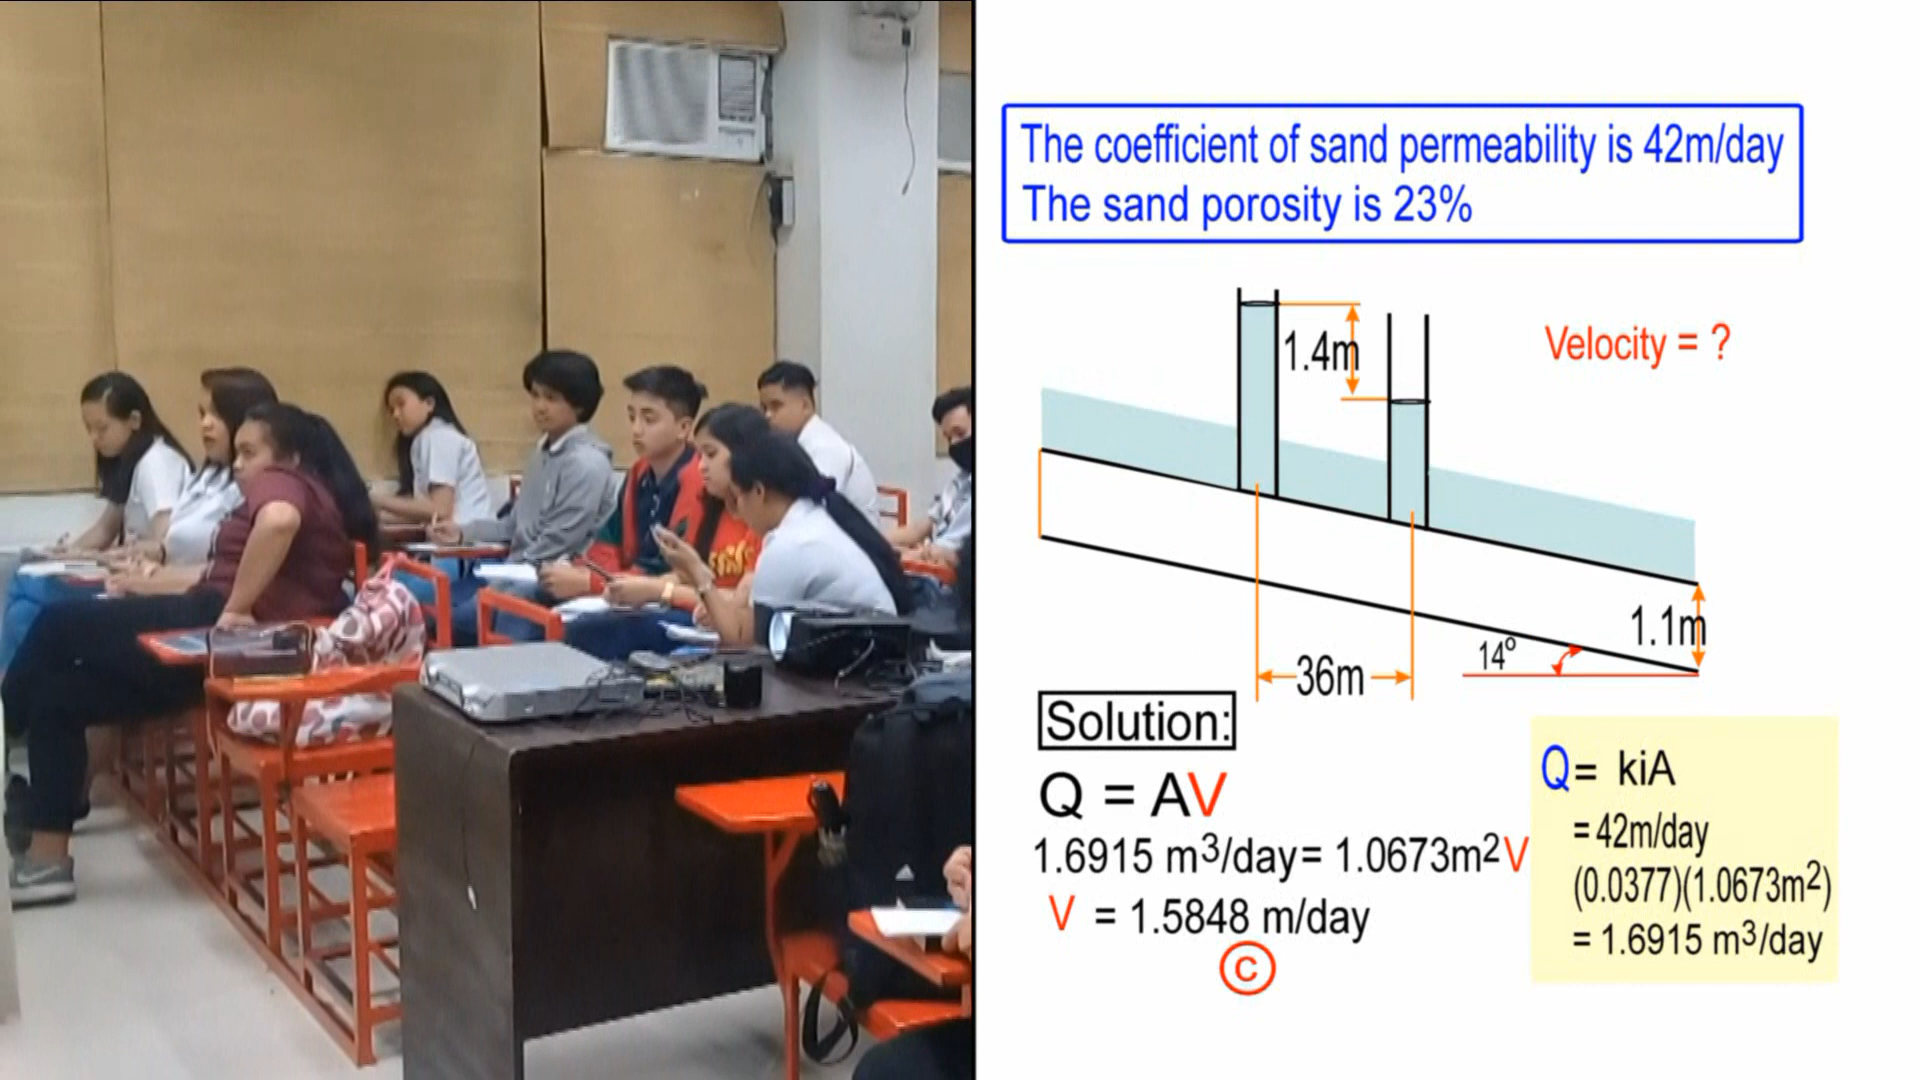 The coefficient of sand permeability is 42m/day
The sand porosity is 23%
1.4m
Velocity = ?
1.1m
14°
36m
Solution:
Q = AV
1.6915 m³/day= 1.0673m² V
V = 1.5848 m/day
C
Q= kiA
= 42m/day
(0.0377)(1.0673m²)
= 1.6915 m³/day